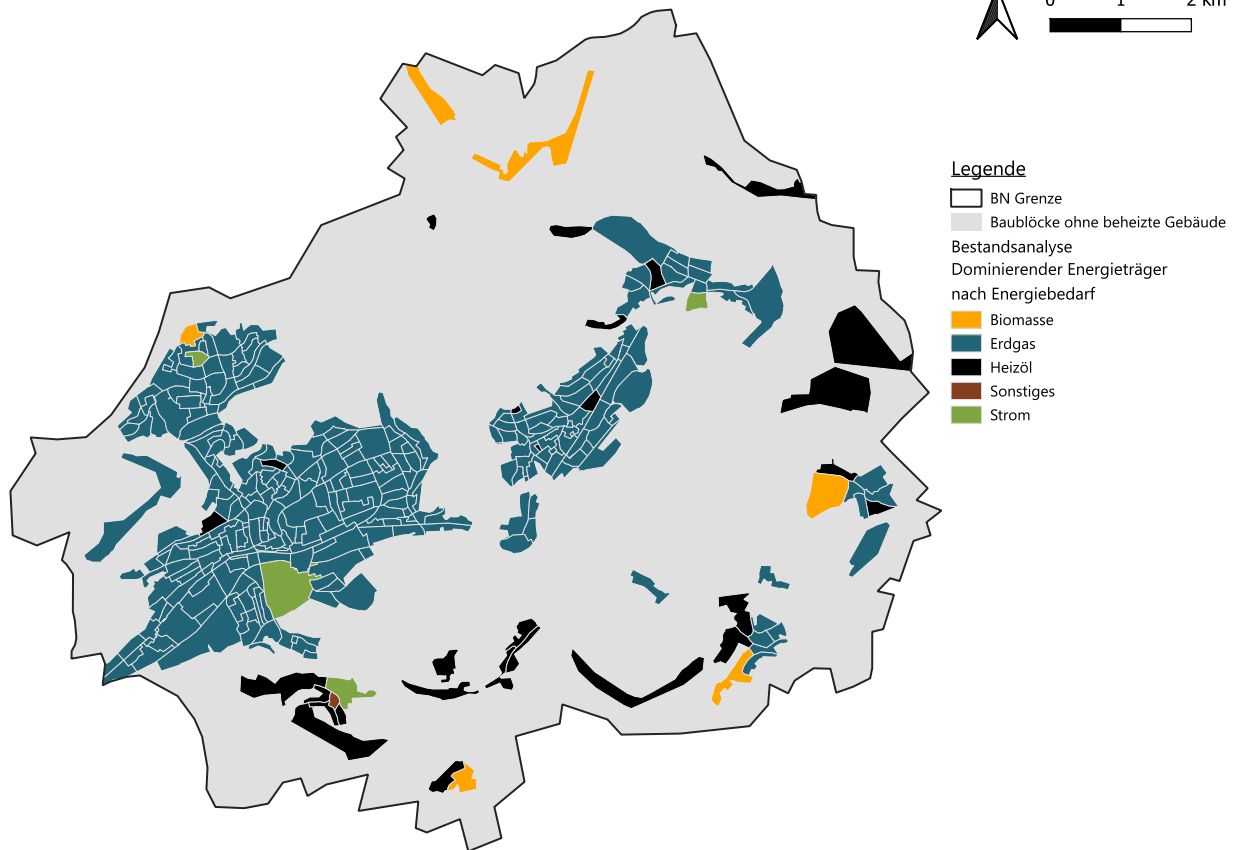 0 1 2 km
Legende
BN Grenze
Baublöcke ohne beheizte Gebäude
Bestandsanalyse
Dominierender Energieträger
nach Energiebedarf
Biomasse
Erdgas
Heizöl
Sonstiges
Strom